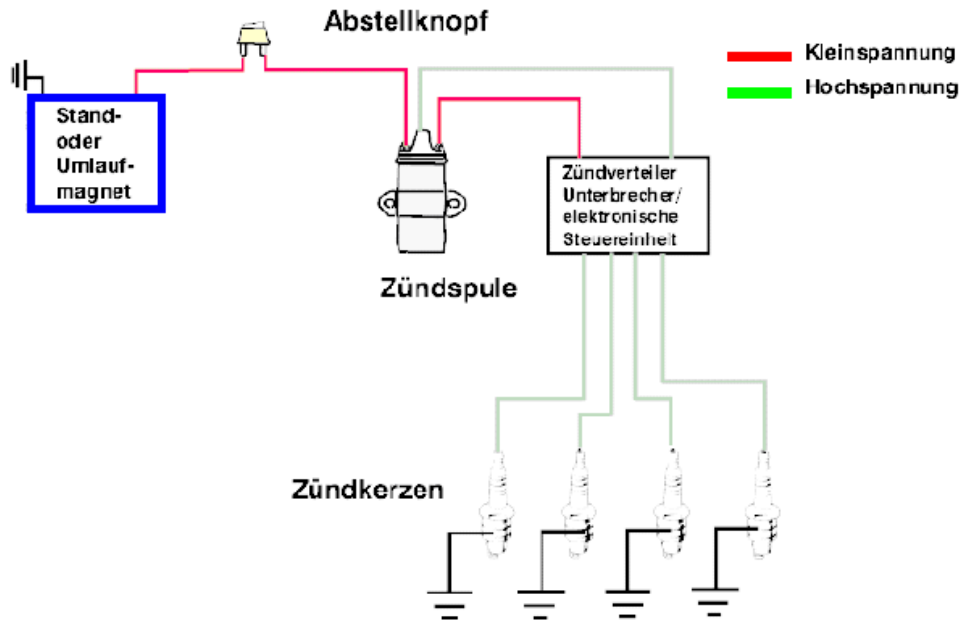 Abstellknopf
Kleinspannung
Hochspannung
Stand-
oder
Umlauf-
magnet
Zündverteiler
Unterbrecher/
elektronische
Steuereinheit
Zündspule
Zündkerzen